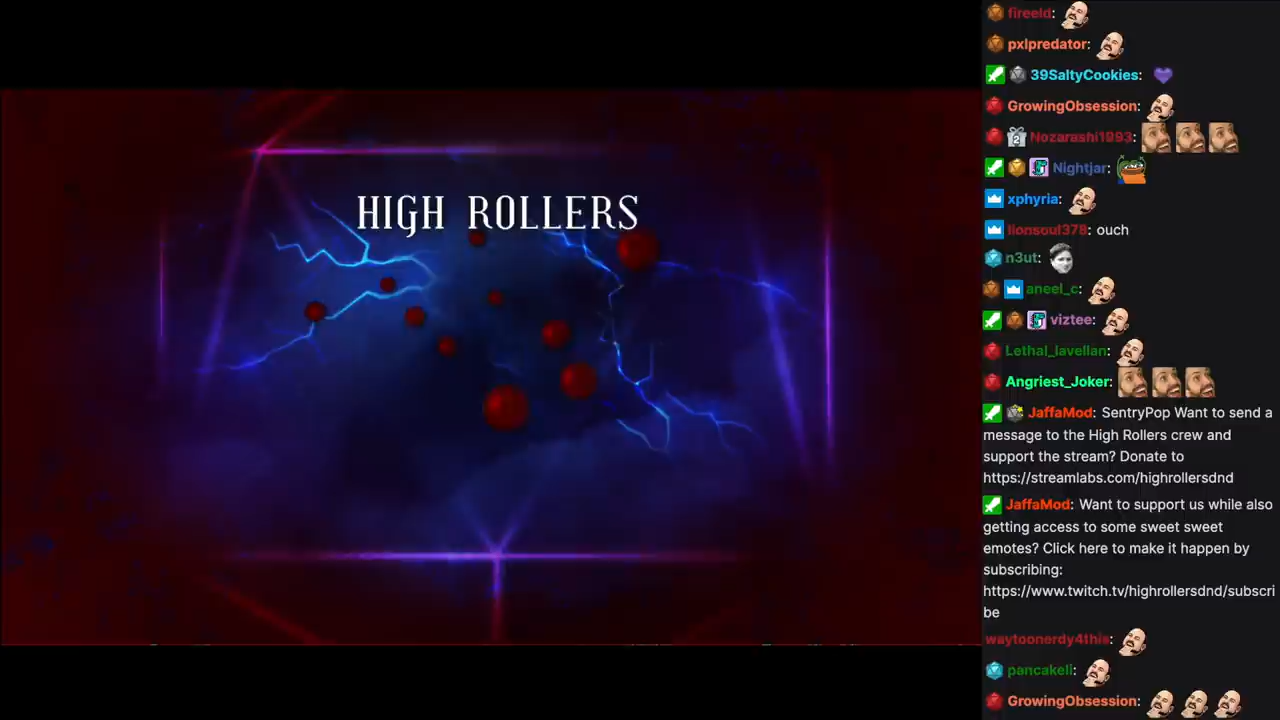 HIGH ROLLERS
fireeld:
pxlpredator:
39SaltyCookies:
GrowingObsession:
2 Nozarashi1993:
Nightjar:
xphyria:
lionsoul378: ouch
n3ut:
aneel_c:
viztee:
Lethal_lavellan:
Angriest_Joker:
JaffaMod: SentryPop Want to send a
message to the High Rollers crew and
support the stream? Donate to
https://streamlabs.com/highrollersdnd
JaffaMod: Want to support us while also
getting access to some sweet sweet
emotes? Click here to make it happen by
subscribing:
https://www.twitch.tv/highrollersdnd/subscri
be
waytoonerdy4this:
pancakeli:
GrowingObsession: